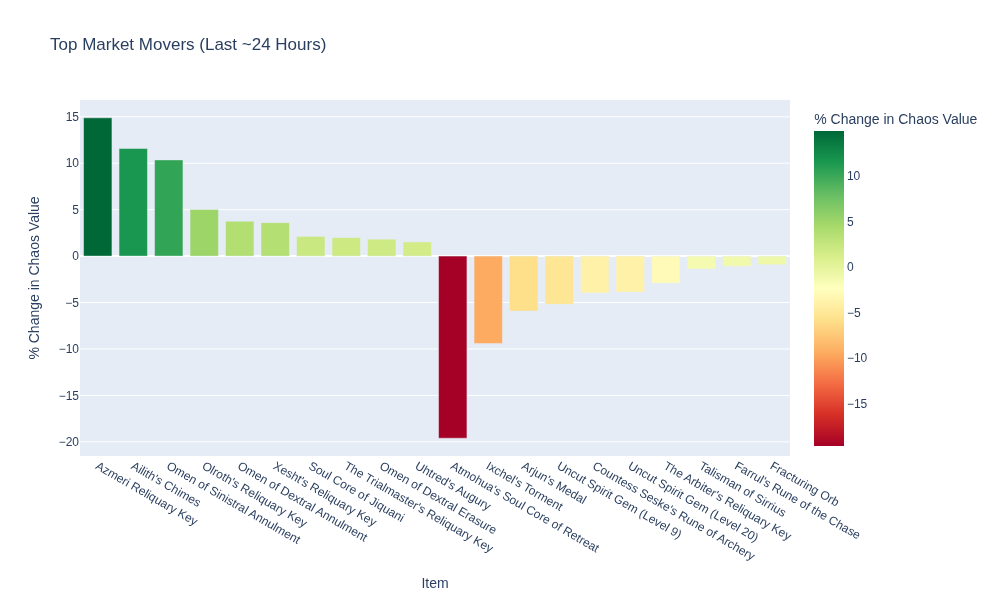 Top Market Movers (Last ~24 Hours)
% Change in Chaos Value
15
10
5
0
−5
−10
−15
−20
% Change in Chaos Value
10
5
0
−5
−10
−15
Azmeri Reliquary Key
Ailith's Chimes
Omen of Sinistral Annulment
Olroth's Reliquary Key
Omen of Dextral Annulment
Xesht's Reliquary Key
Soul Core of Jiquani
The Trialmaster's Reliquary Key
Omen of Dextral Erasure
Uhtred's Augury
Atmohua's Soul Core of Retreat
Ixchel's Torment
Arjun's Medal
Uncut Spirit Gem (Level 9)
Countess Seske's Rune of Archery
Uncut Spirit Gem (Level 20)
The Arbiter's Reliquary Key
Talisman of Sirrius
Farrul's Rune of the Chase
Fracturing Orb
Item